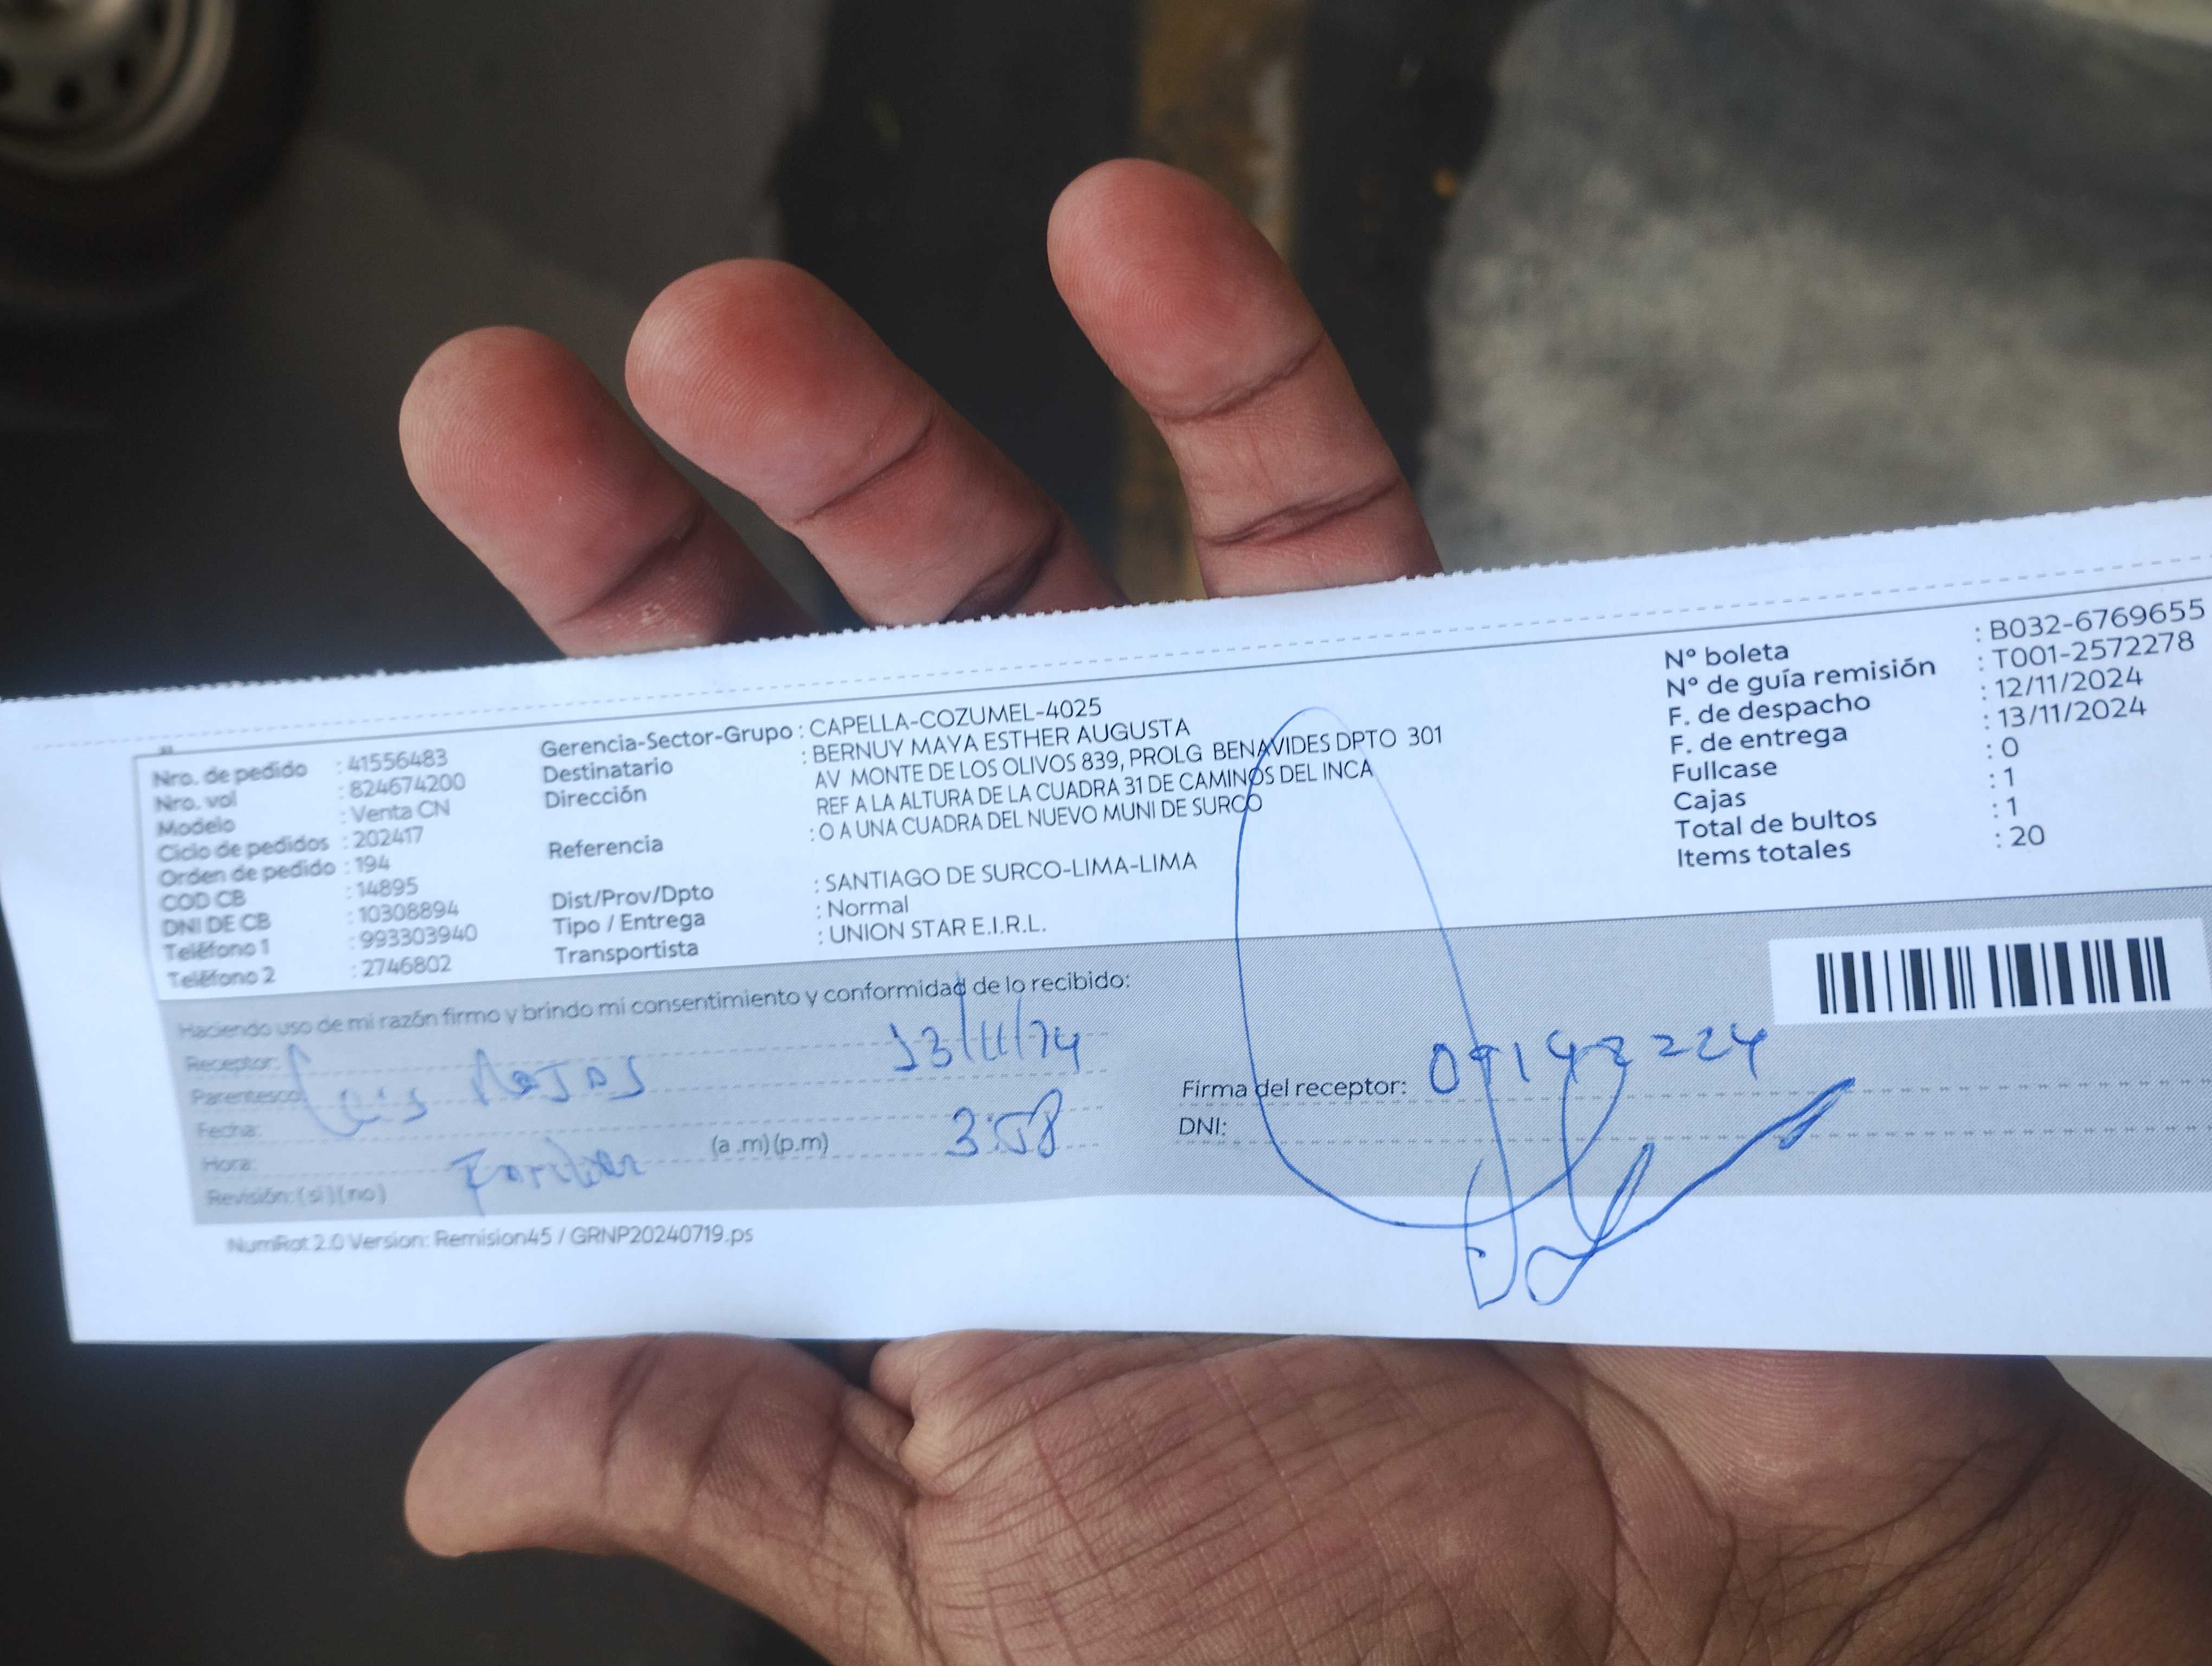 Nro. de pedido : 41556483
Nro. vol : 824674200
Modelo : Venta CN
Ciclo de pedidos : 202417
Orden de pedido : 194
COD CB : 14895
DNI DE CB : 10308894
Teléfono 1 : 993303940
Teléfono 2 : 2746802
Gerencia-Sector-Grupo : CAPELLA-COZUMEL-4025
Destinatario : BERNUY MAYA ESTHER AUGUSTA
Dirección AV MONTE DE LOS OLIVOS 839, PROLG BENAVIDES DPTO 301
REF A LA ALTURA DE LA CUADRA 31 DE CAMINOS DEL INCA
Referencia : O A UNA CUADRA DEL NUEVO MUNI DE SURCO
Dist/Prov/Dpto : SANTIAGO DE SURCO-LIMA-LIMA
Tipo / Entrega : Normal
Transportista : UNION STAR E.I.R.L.
Nº boleta : B032-6769655
Nº de guía remisión : T001-2572278
F. de despacho : 12/11/2024
F. de entrega : 13/11/2024
Fullcase : 0
Cajas : 1
Total de bultos : 1
Items totales : 20
Haciendo uso de mi razón firmo y brindo mi consentimiento y conformidad de lo recibido:
Receptor: 
Parentesco: Luis Rojas 13/11/24
Fecha:
Hora: (a .m) (p.m) 3:58
Revisión: (si) (no)
Firma del receptor: 09148224
DNI:
NumRot 2.0 Version: Remision45 / GRNP20240719.ps